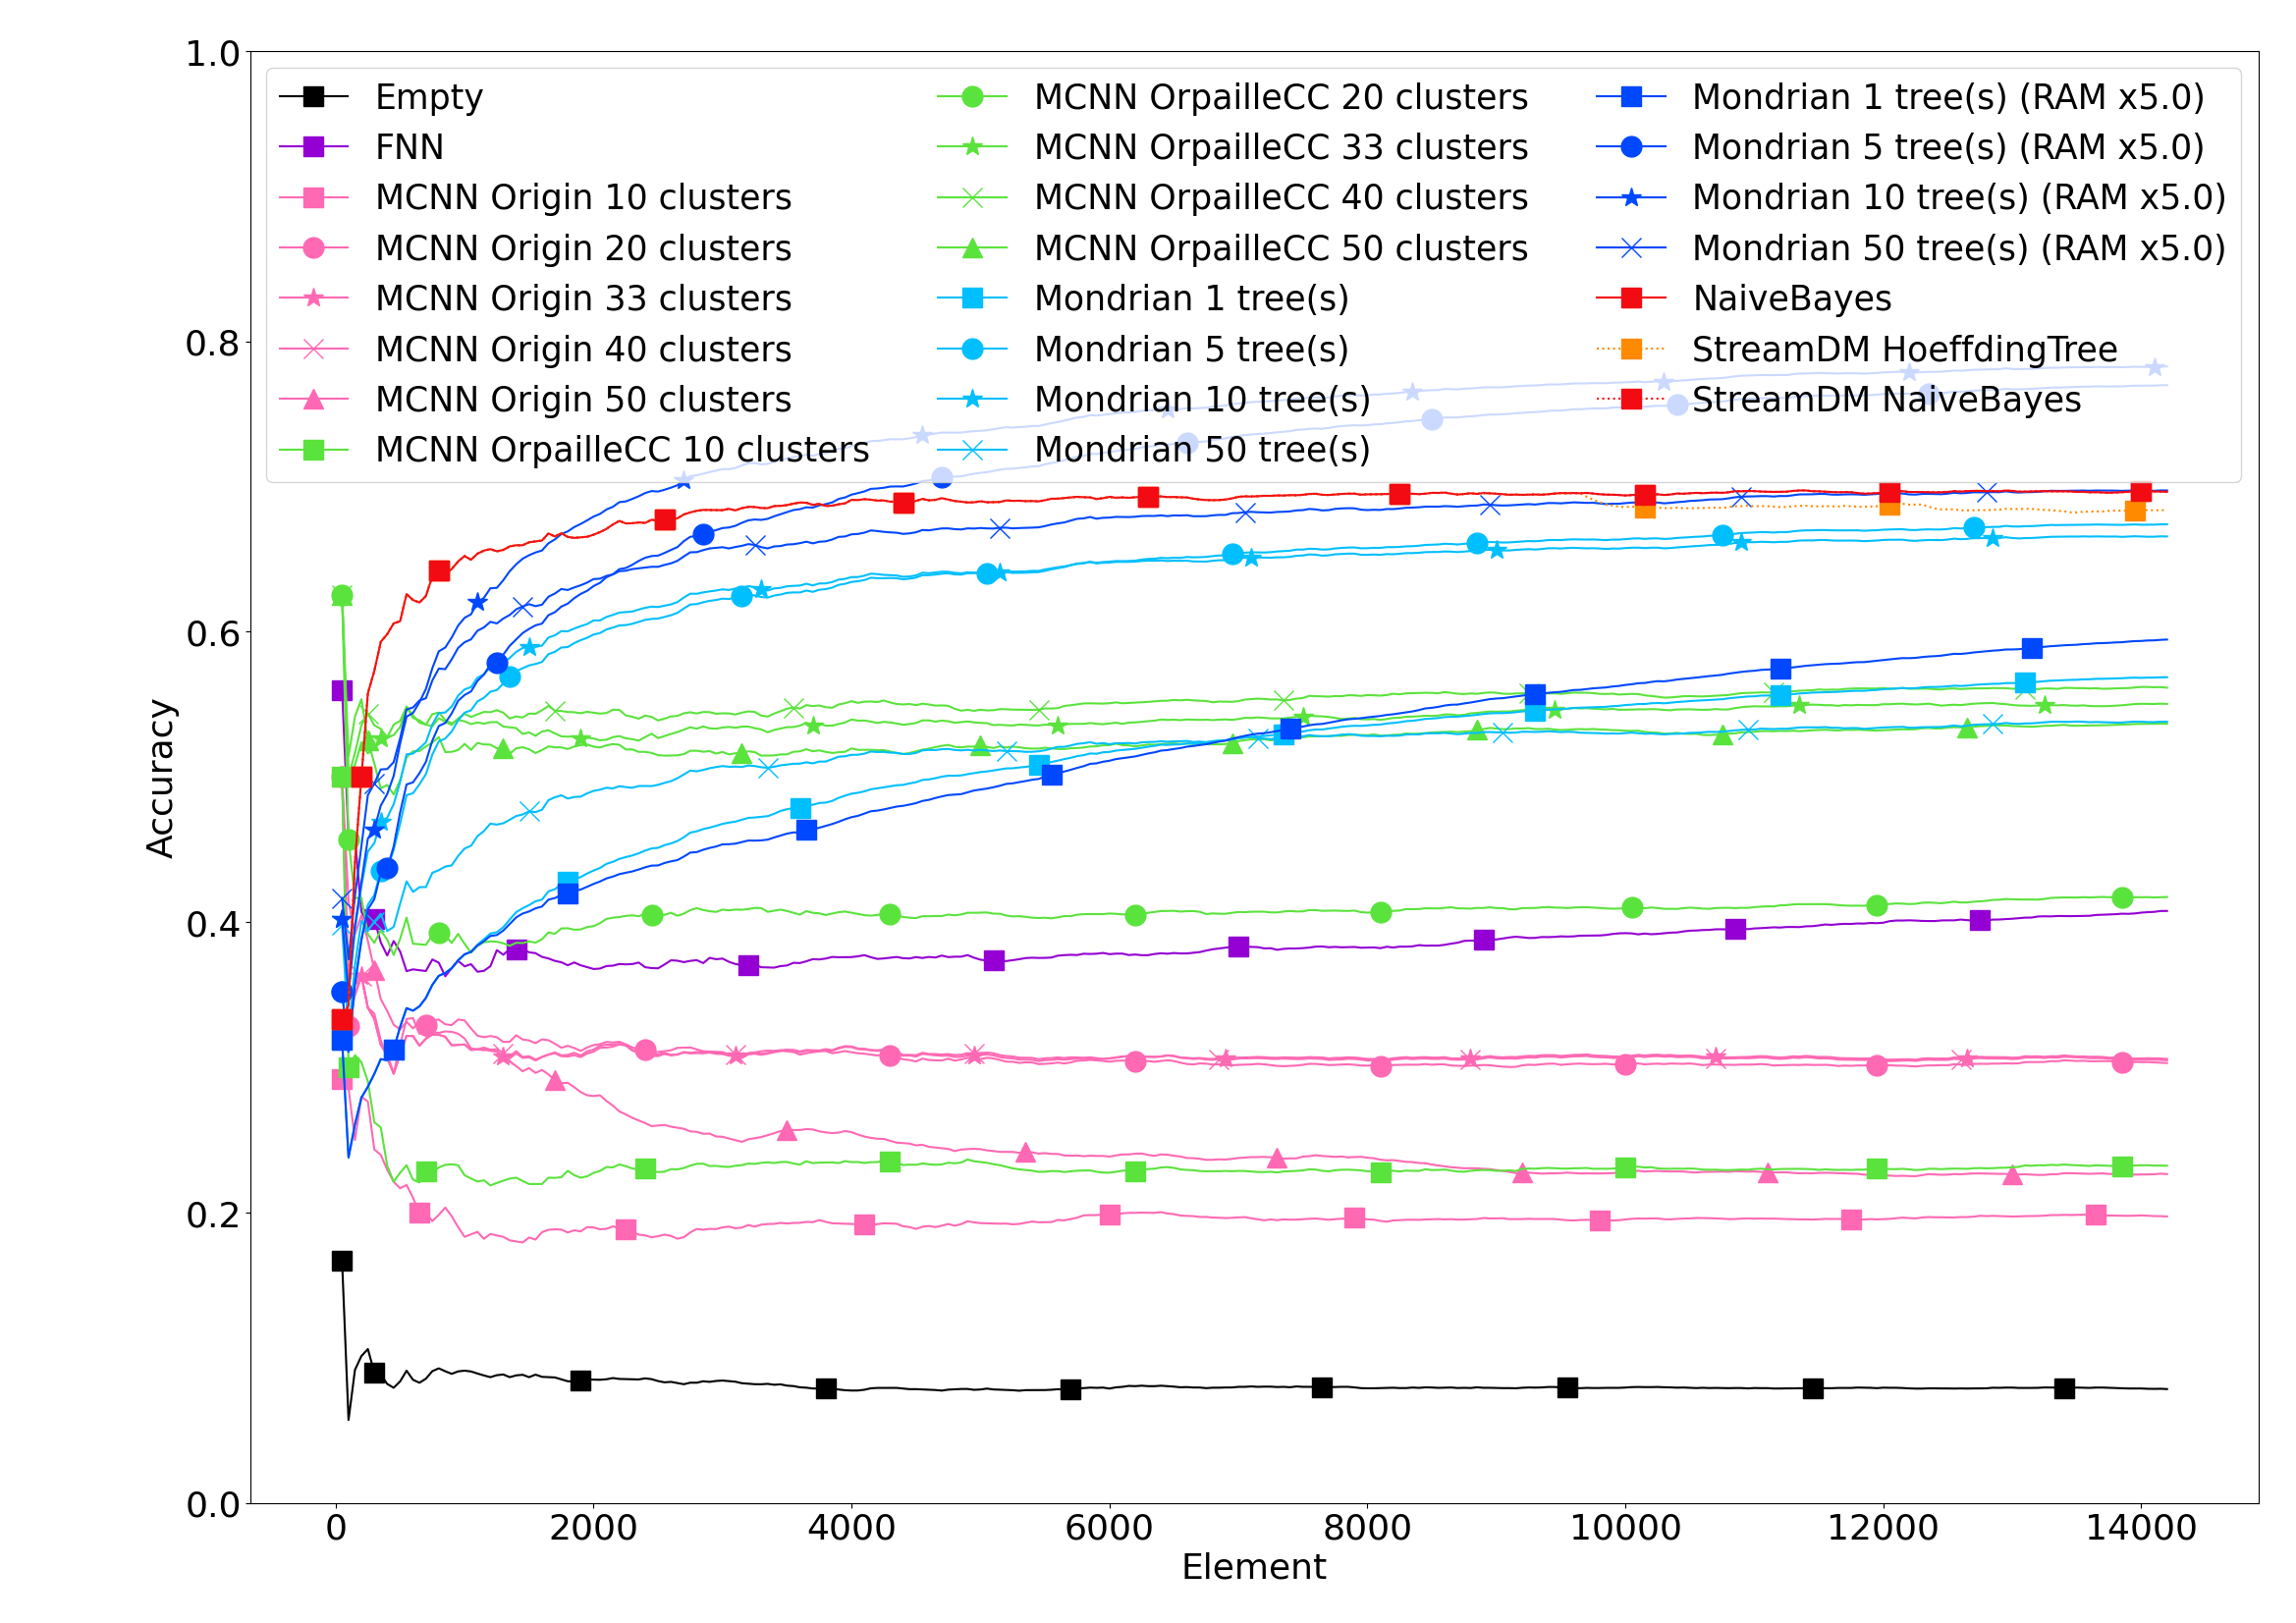 1.0
0.8
0.6
0.4
0.2
0.0
Accuracy
Empty
FNN
MCNN Origin 10 clusters
MCNN Origin 20 clusters
MCNN Origin 33 clusters
MCNN Origin 40 clusters
MCNN Origin 50 clusters
MCNN OrpailleCC 10 clusters
MCNN OrpailleCC 20 clusters
MCNN OrpailleCC 33 clusters
MCNN OrpailleCC 40 clusters
MCNN OrpailleCC 50 clusters
Mondrian 1 tree(s)
Mondrian 5 tree(s)
Mondrian 10 tree(s)
Mondrian 50 tree(s)
Mondrian 1 tree(s) (RAM x5.0)
Mondrian 5 tree(s) (RAM x5.0)
Mondrian 10 tree(s) (RAM x5.0)
Mondrian 50 tree(s) (RAM x5.0)
NaiveBayes
StreamDM HoeffdingTree
StreamDM NaiveBayes
0 2000 4000 6000 8000 10000 12000 14000
Element